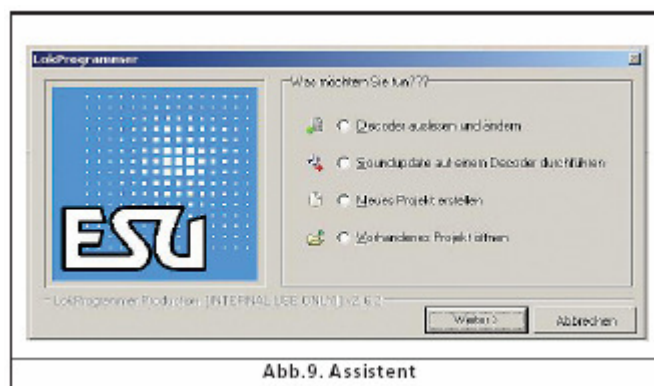 LokProgrammer
Was möchten Sie tun???
Decoder auslesen und ändern
Soundupdate auf einem Decoder durchführen
Neues Projekt erstellen
Vorhandenes Projekt öffnen
ESU
LokProgrammer Production [INTERNAL USE ONLY] v2.6.2
Weiter >
Abbrechen
Abb.9. Assistent